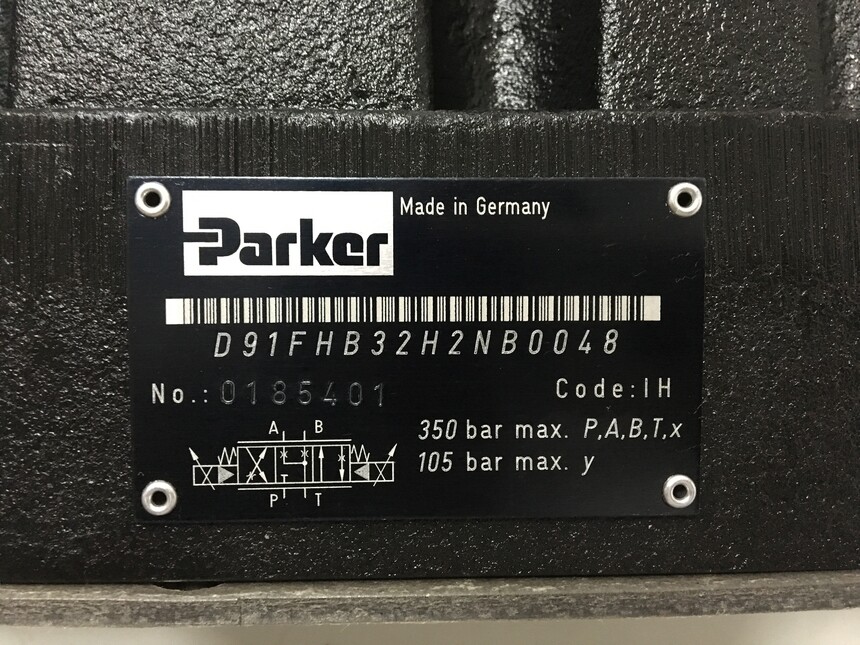 Parker
Made in Germany
D91FHB32H2NB0048
No.: 0185401
Code: IH
A B
P T
350 bar max. P,A,B,T,x
105 bar max. y